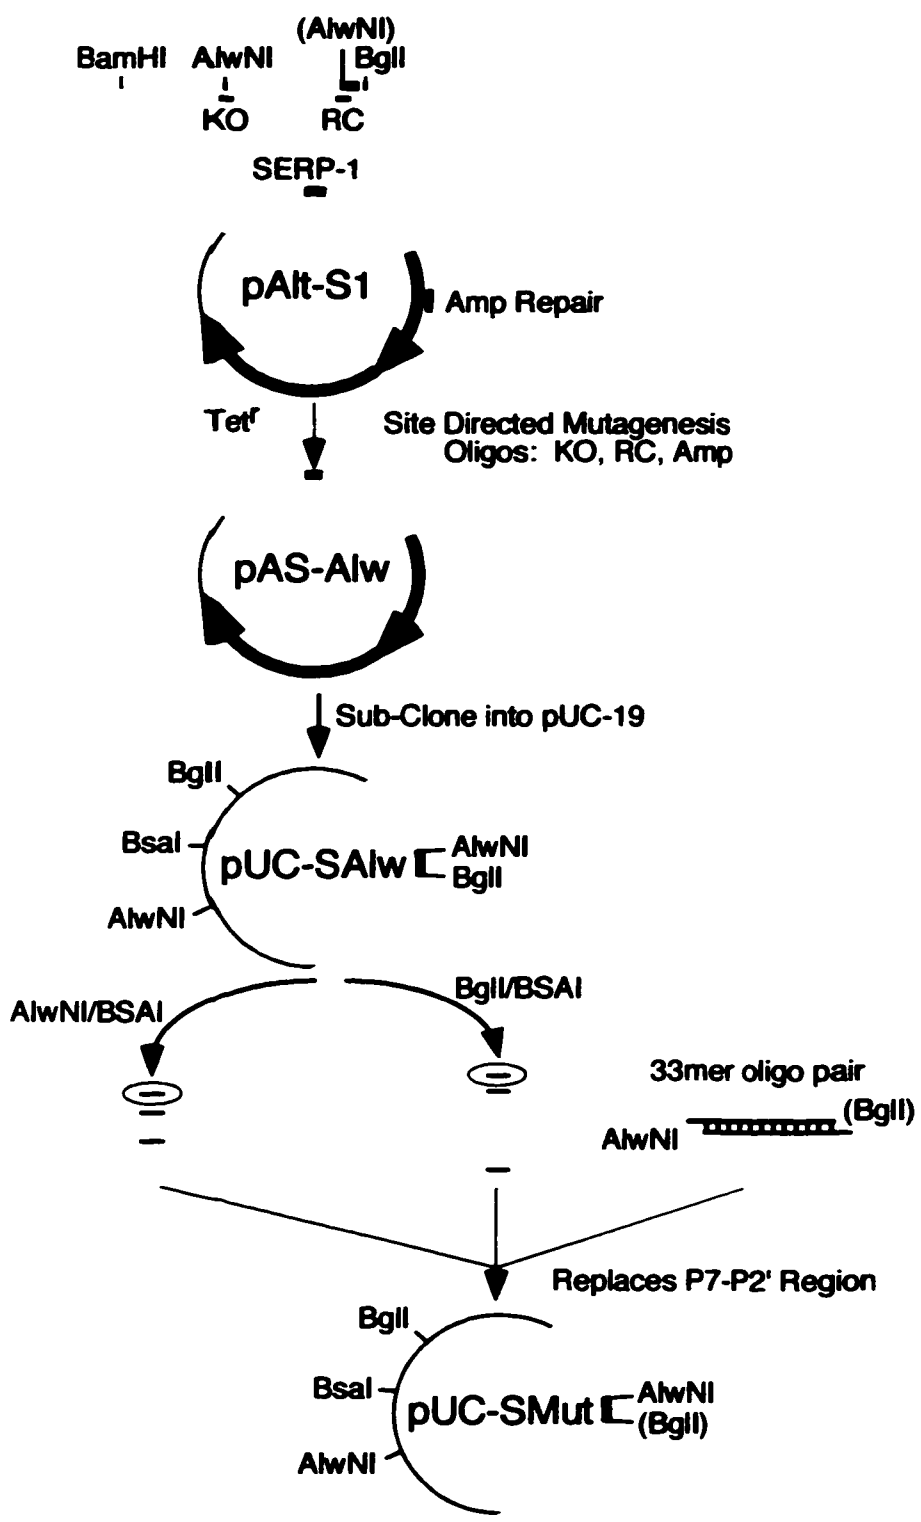 (AlwNI)
BamHI AlwNI BglI
KO RC
SERP-1
pAlt-S1
Amp Repair
Tetʳ
Site Directed Mutagenesis
Oligos: KO, RC, Amp
pAS-Alw
Sub-Clone into pUC-19
BglI
BsaI
pUC-SAlw
AlwNI
BglI
AlwNI
AlwNI/BSAI
BglI/BSAI
33mer oligo pair
(BglI)
AlwNI
Replaces P7-P2' Region
BglI
BsaI
pUC-SMut
AlwNI
(BglI)
AlwNI